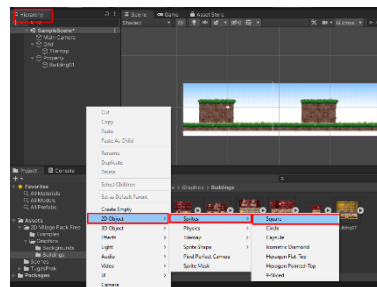 Hierarchy
Scene
Game
Asset Store
Shaded
2D
Gizmos
SampleScene*
Main Camera
Grid
Tilemap
Property
Building01
Cut
Copy
Paste
Paste As Child
Rename
Duplicate
Delete
Select Children
Set as Default Parent
Create Empty
2D Object
3D Object
Effects
Light
Audio
Video
UI
Camera
Sprites
Physics
Tilemap
Sprite Shape
Pixel Perfect Camera
Sprite Mask
Square
Circle
Capsule
Isometric Diamond
Hexagon Flat-Top
Hexagon Pointed-Top
9-Sliced
Project
Console
Favorites
All Materials
All Models
All Prefabs
Assets
2D Village Pack Free
Examples
Graphics
Backgrounds
Buildings
Scenes
TugasPrak
Packages
Graphics > Buildings